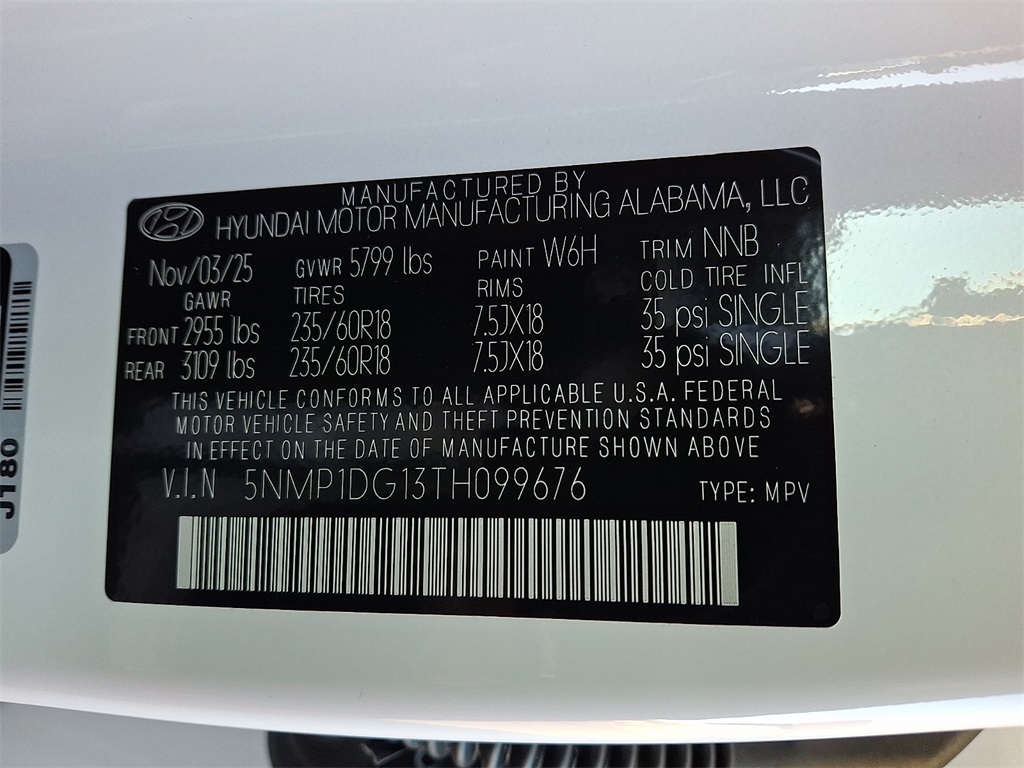 MANUFACTURED BY
HYUNDAI MOTOR MANUFACTURING ALABAMA, LLC
Nov/03/25 GVWR 5799 lbs PAINT W6H TRIM NNB
GAWR TIRES RIMS COLD TIRE INFL
FRONT 2955 lbs 235/60R18 7.5JX18 35 psi SINGLE
REAR 3109 lbs 235/60R18 7.5JX18 35 psi SINGLE
THIS VEHICLE CONFORMS TO ALL APPLICABLE U.S.A. FEDERAL
MOTOR VEHICLE SAFETY AND THEFT PREVENTION STANDARDS
IN EFFECT ON THE DATE OF MANUFACTURE SHOWN ABOVE
V.I.N 5NMP1DG13TH099676 TYPE: MPV
J180